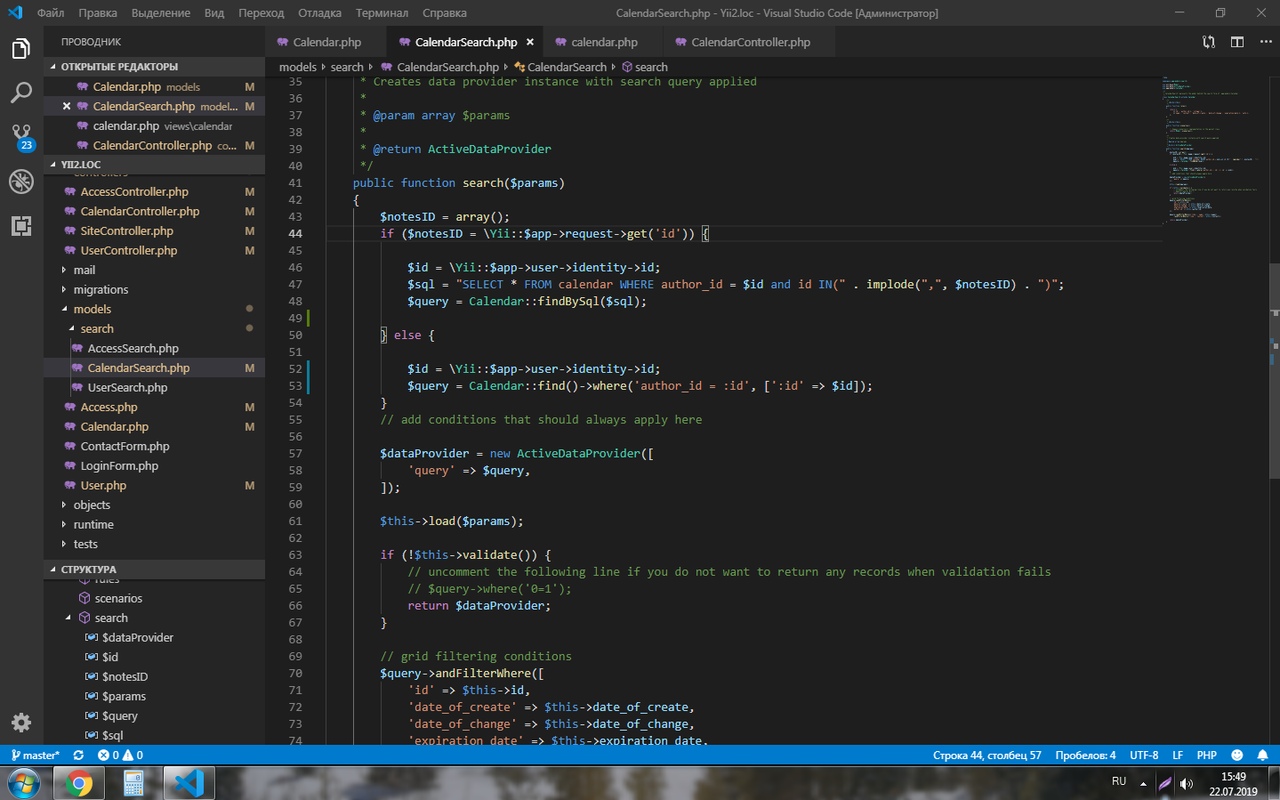 Файл Правка Выделение Вид Переход Отладка Терминал Справка CalendarSearch.php - Yii2.loc - Visual Studio Code [Администратор]
ПРОВОДНИК
Calendar.php CalendarSearch.php calendar.php CalendarController.php
models › search › CalendarSearch.php › CalendarSearch › search
ОТКРЫТЫЕ РЕДАКТОРЫ
Calendar.php models M
CalendarSearch.php model... M
calendar.php views\calendar
CalendarController.php co... M
23
YII2.LOC
controllers
AccessController.php M
CalendarController.php M
SiteController.php M
UserController.php M
mail
migrations
models
search
AccessSearch.php
CalendarSearch.php M
UserSearch.php
Access.php M
Calendar.php M
ContactForm.php
LoginForm.php
User.php M
objects
runtime
tests
СТРУКТУРА
rules
scenarios
search
$dataProvider
$id
$notesID
$params
$query
$sql
35 * Creates data provider instance with search query applied
36 *
37 * @param array $params
38 *
39 * @return ActiveDataProvider
40 */
41 public function search($params)
42 {
43 $notesID = array();
44 if ($notesID = \Yii::$app->request->get('id')) {
45
46 $id = \Yii::$app->user->identity->id;
47 $sql = "SELECT * FROM calendar WHERE author_id = $id and id IN(" . implode(",", $notesID) . ")";
48 $query = Calendar::findBySql($sql);
49
50 } else {
51
52 $id = \Yii::$app->user->identity->id;
53 $query = Calendar::find()->where('author_id = :id', [':id' => $id]);
54 }
55 // add conditions that should always apply here
56
57 $dataProvider = new ActiveDataProvider([
58 'query' => $query,
59 ]);
60
61 $this->load($params);
62
63 if (!$this->validate()) {
64 // uncomment the following line if you do not want to return any records when validation fails
65 // $query->where('0=1');
66 return $dataProvider;
67 }
68
69 // grid filtering conditions
70 $query->andFilterWhere([
71 'id' => $this->id,
72 'date_of_create' => $this->date_of_create,
73 'date_of_change' => $this->date_of_change,
74 'expiration_date' => $this->expiration_date,
master* 0 0 Строка 44, столбец 57 Пробелов: 4 UTF-8 LF PHP
RU 15:49
22.07.2019